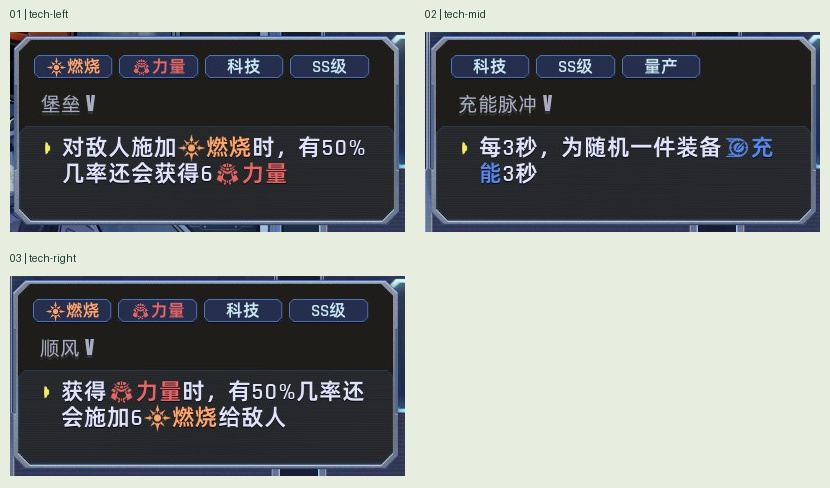 01 | tech-left
燃烧 力量 科技 SS级
堡垒 V
对敌人施加燃烧时，有50%
几率还会获得6力量
02 | tech-mid
科技 SS级 量产
充能脉冲 V
每3秒，为随机一件装备充
能3秒
03 | tech-right
燃烧 力量 科技 SS级
顺风 V
获得力量时，有50%几率还
会施加6燃烧给敌人